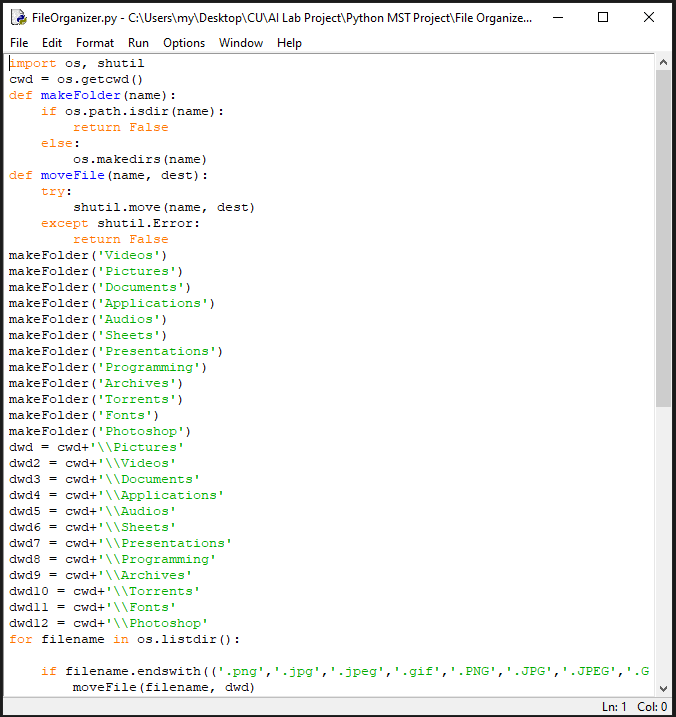 FileOrganizer.py - C:\Users\my\Desktop\CU\AI Lab Project\Python MST Project\File Organize...
File Edit Format Run Options Window Help
import os, shutil
cwd = os.getcwd()
def makeFolder(name):
    if os.path.isdir(name):
        return False
    else:
        os.makedirs(name)
def moveFile(name, dest):
    try:
        shutil.move(name, dest)
    except shutil.Error:
        return False
makeFolder('Videos')
makeFolder('Pictures')
makeFolder('Documents')
makeFolder('Applications')
makeFolder('Audios')
makeFolder('Sheets')
makeFolder('Presentations')
makeFolder('Programming')
makeFolder('Archives')
makeFolder('Torrents')
makeFolder('Fonts')
makeFolder('Photoshop')
dwd = cwd+'\\Pictures'
dwd2 = cwd+'\\Videos'
dwd3 = cwd+'\\Documents'
dwd4 = cwd+'\\Applications'
dwd5 = cwd+'\\Audios'
dwd6 = cwd+'\\Sheets'
dwd7 = cwd+'\\Presentations'
dwd8 = cwd+'\\Programming'
dwd9 = cwd+'\\Archives'
dwd10 = cwd+'\\Torrents'
dwd11 = cwd+'\\Fonts'
dwd12 = cwd+'\\Photoshop'
for filename in os.listdir():
    if filename.endswith(('.png','.jpg','.jpeg','.gif','.PNG','.JPG','.JPEG','.G
        moveFile(filename, dwd)
Ln: 1 Col: 0